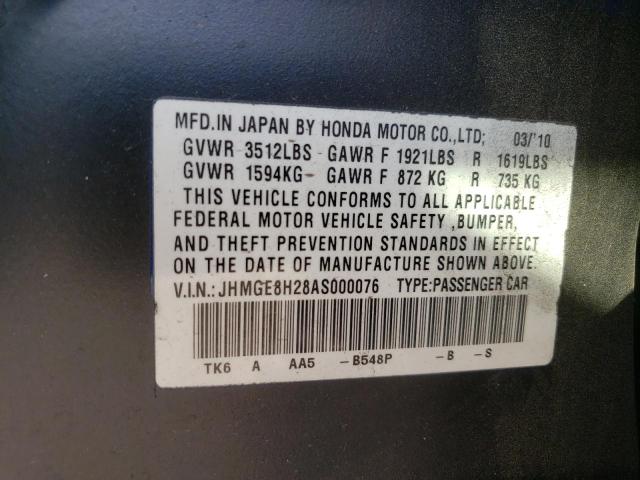 MFD.IN JAPAN BY HONDA MOTOR CO.,LTD; 03/'10
GVWR 3512LBS GAWR F 1921LBS R 1619LBS
GVWR 1594KG GAWR F 872 KG R 735 KG
THIS VEHICLE CONFORMS TO ALL APPLICABLE
FEDERAL MOTOR VEHICLE SAFETY ,BUMPER,
AND THEFT PREVENTION STANDARDS IN EFFECT
ON THE DATE OF MANUFACTURE SHOWN ABOVE.
V.I.N.:JHMGE8H28AS000076 TYPE:PASSENGER CAR
TK6 A AA5 -B548P -B -S